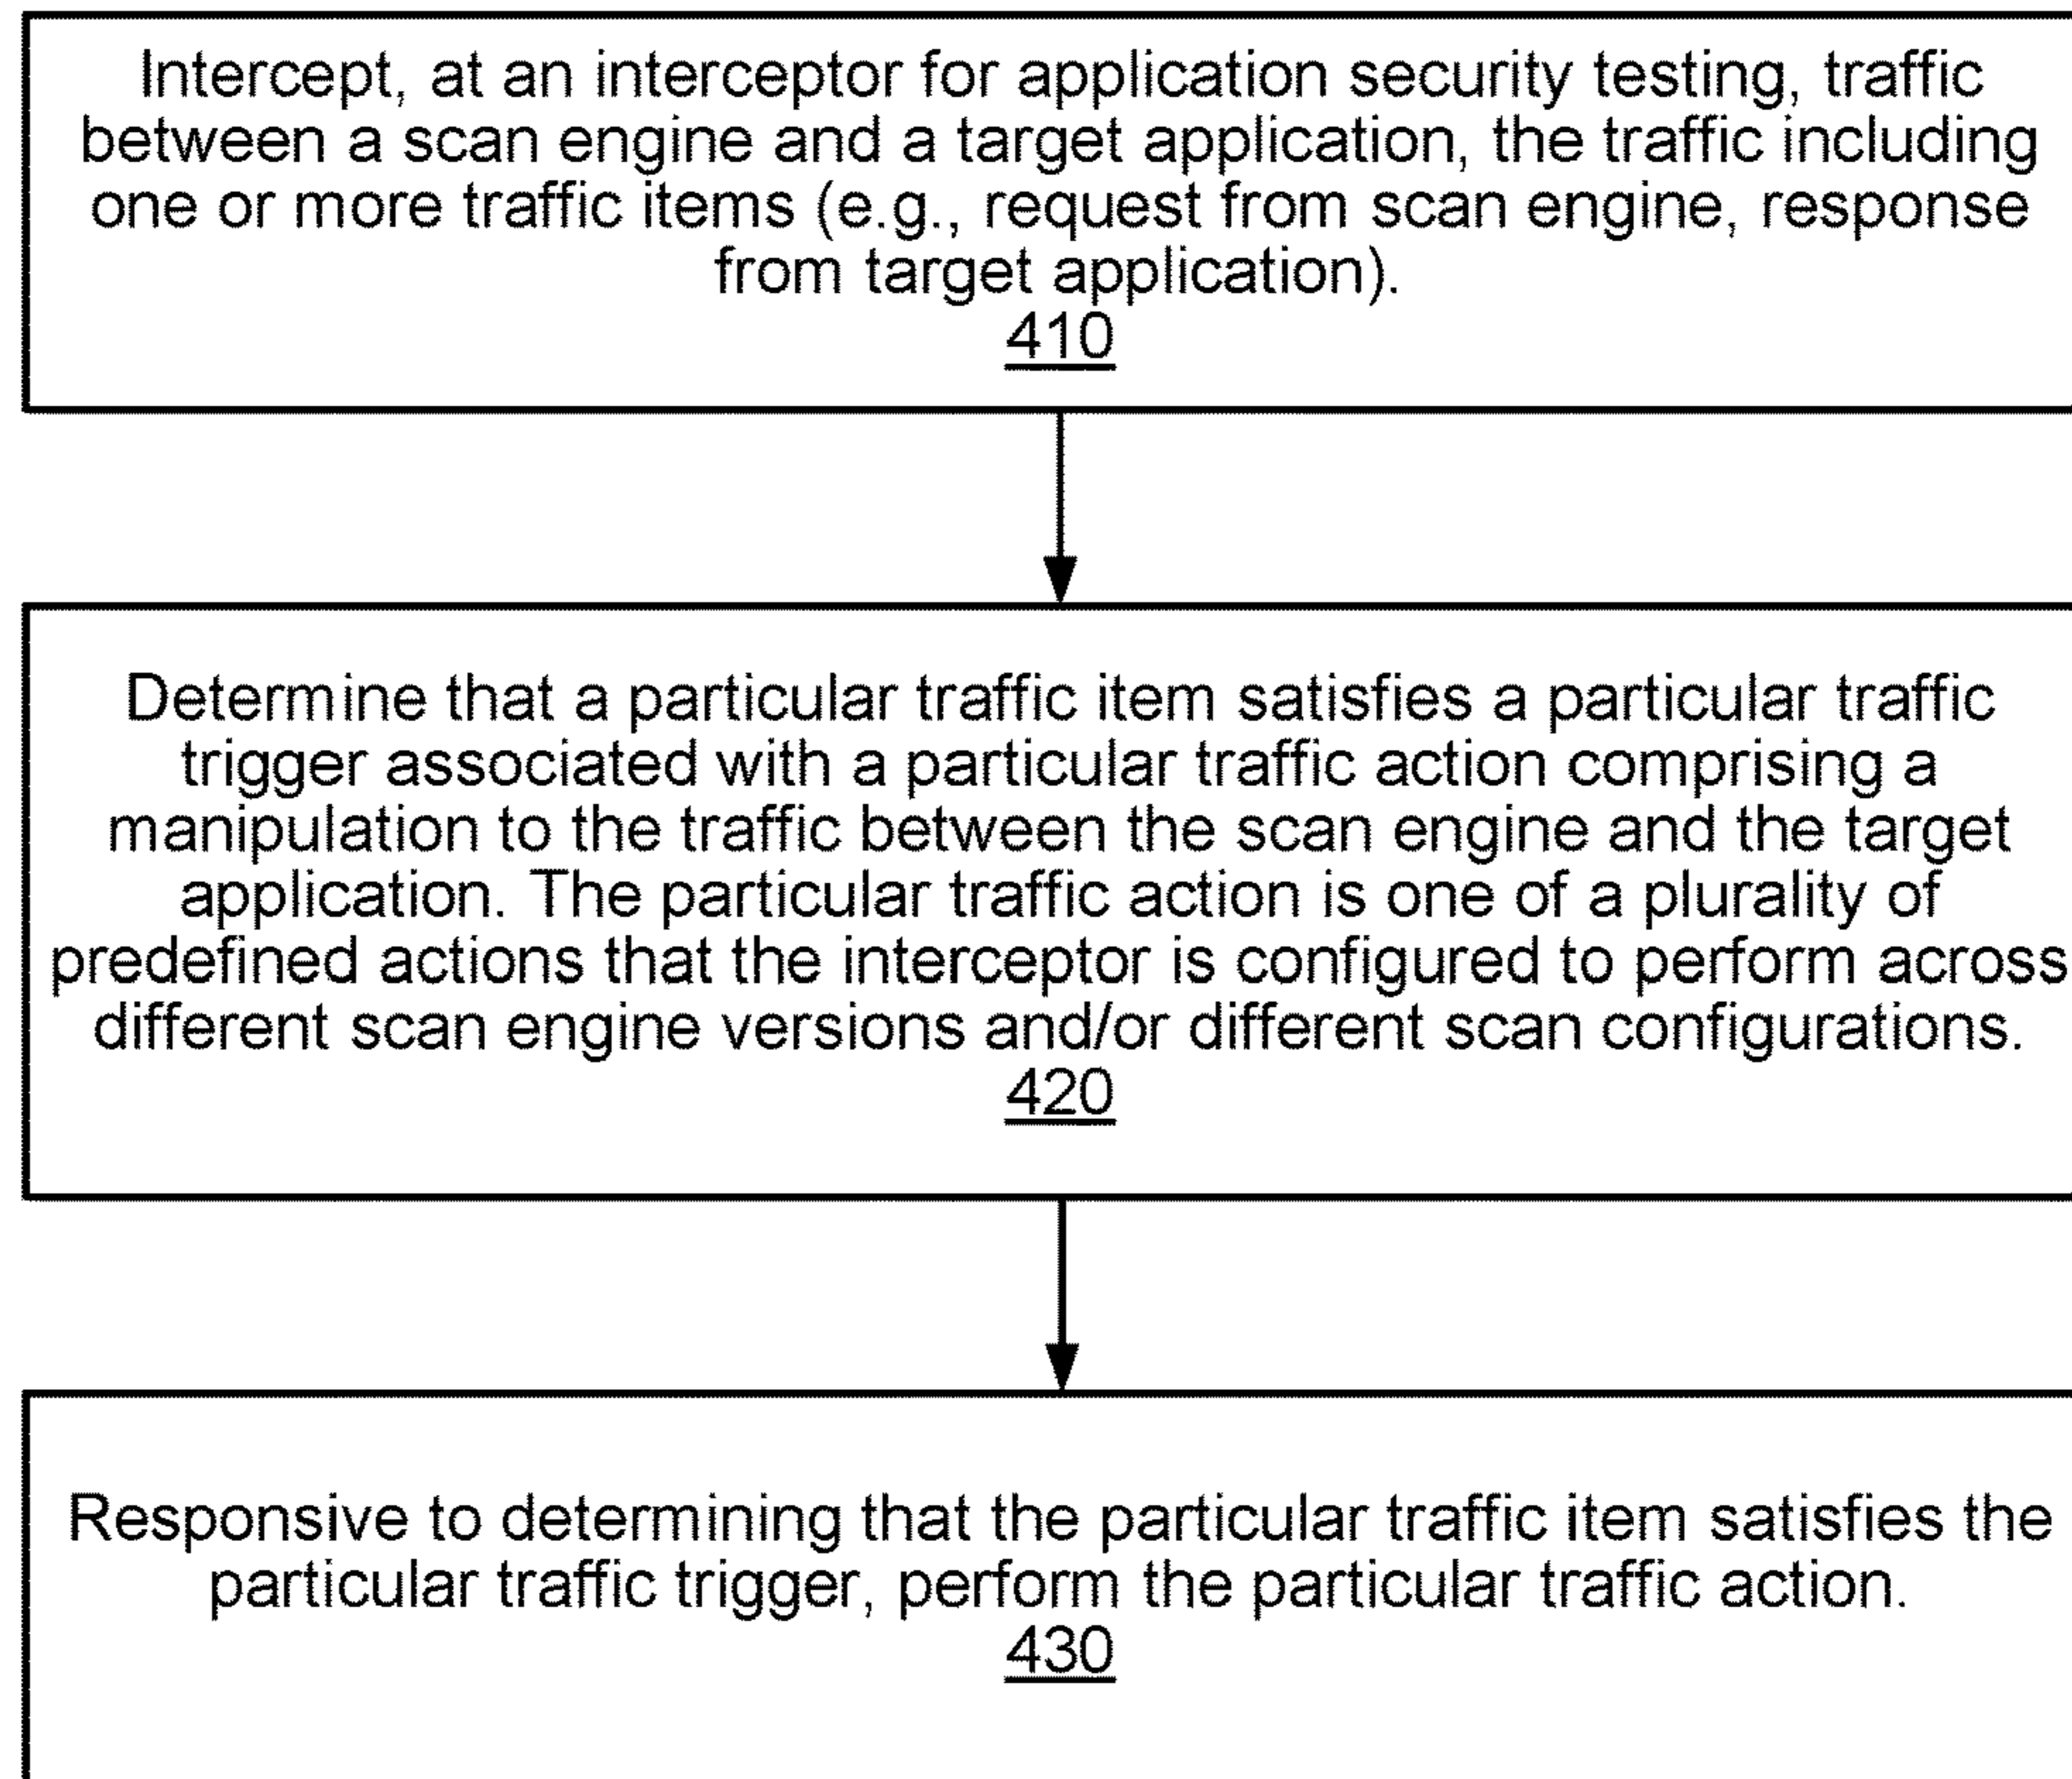 Intercept, at an interceptor for application security testing, traffic
between a scan engine and a target application, the traffic including
one or more traffic items (e.g., request from scan engine, response
from target application).
410
Determine that a particular traffic item satisfies a particular traffic
trigger associated with a particular traffic action comprising a
manipulation to the traffic between the scan engine and the target
application. The particular traffic action is one of a plurality of
predefined actions that the interceptor is configured to perform across
different scan engine versions and/or different scan configurations.
420
Responsive to determining that the particular traffic item satisfies the
particular traffic trigger, perform the particular traffic action.
430